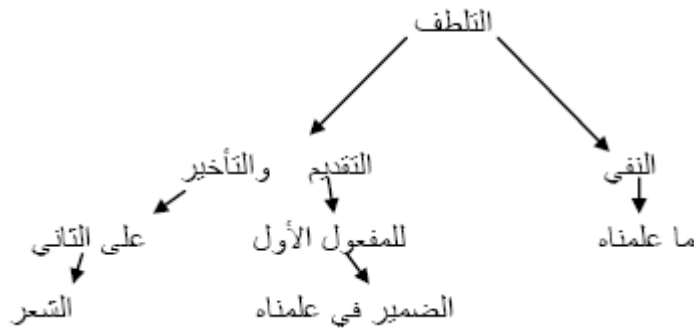 التلطف
النفي التقديم والتأخير
ما علمناه للمفعول الأول على الثاني
الضمير في علمناه الشعر